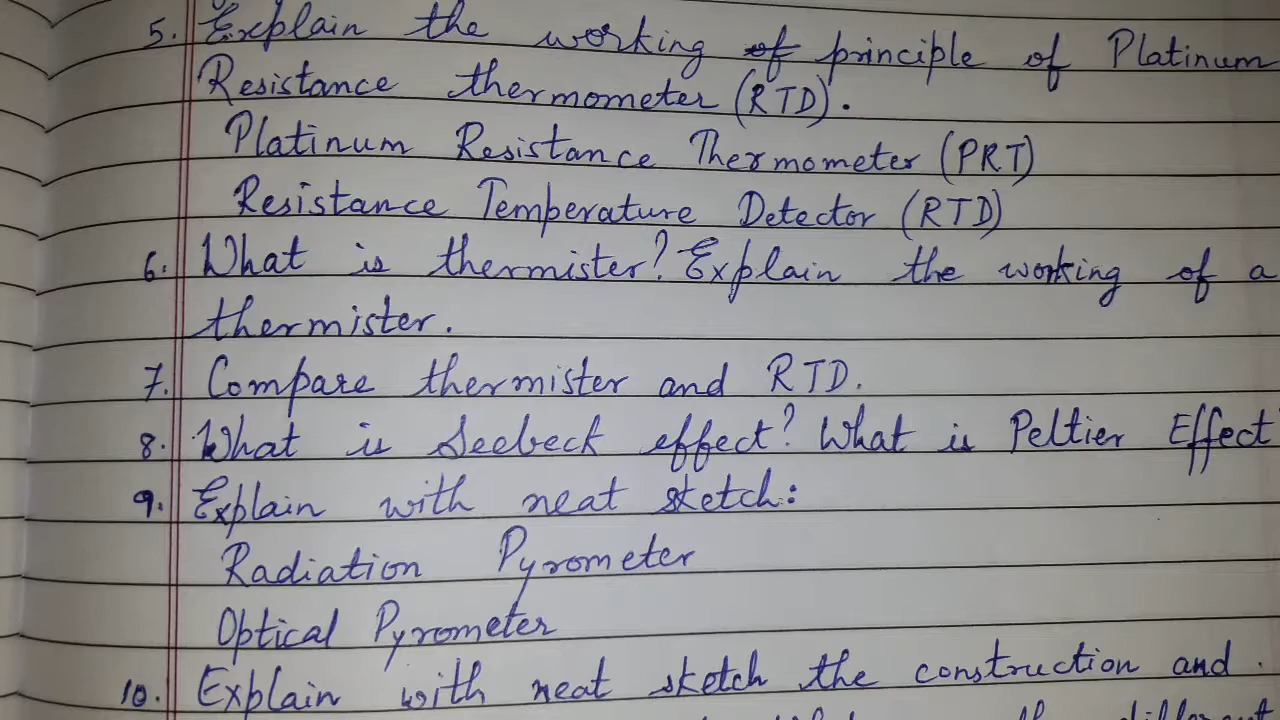 5. Explain the working of principle of Platinum
Resistance thermometer (RTD).
Platinum Resistance Thermometer (PRT)
Resistance Temperature Detector (RTD)
6. What is thermister? Explain the working of a
thermister.
7. Compare thermister and RTD.
8. What is Seebeck effect? What is Peltier Effect
9. Explain with neat sketch:
Radiation Pyrometer
Optical Pyrometer
10. Explain with neat sketch the construction and
different